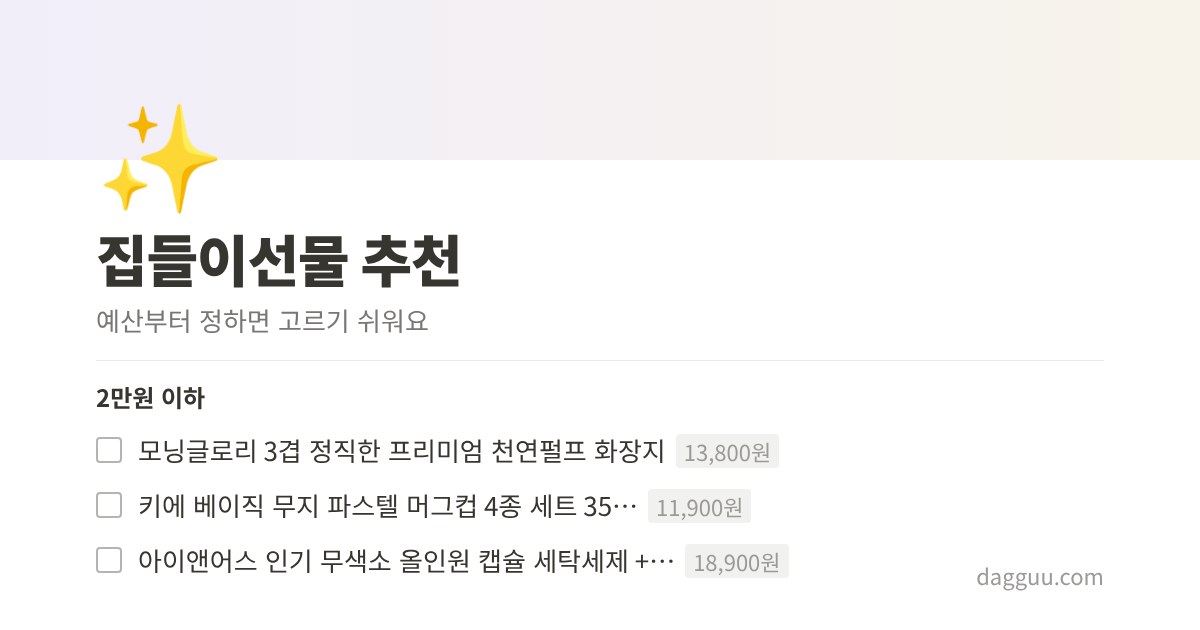 집들이선물 추천
예산부터 정하면 고르기 쉬워요
2만원 이하
모닝글로리 3겹 정직한 프리미엄 천연펄프 화장지 13,800원
키에 베이직 무지 파스텔 머그컵 4종 세트 35… 11,900원
아이앤어스 인기 무색소 올인원 캡슐 세탁세제 +… 18,900원
dagguu.com